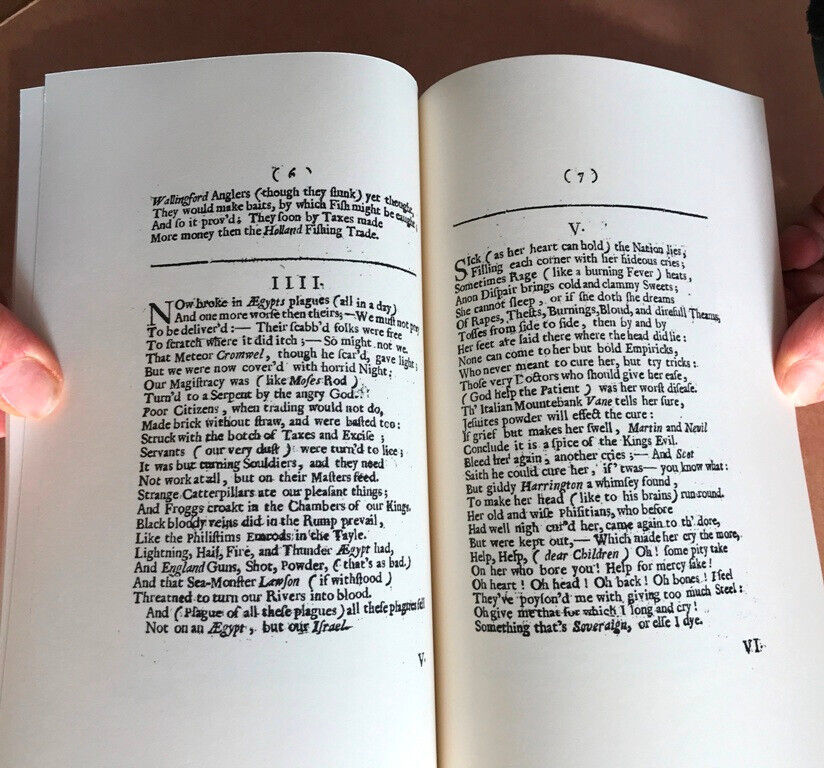 ( 6 )
Wallingford Anglers (though they ſtunk) yet thought,
They would make baits, by which Fiſh might be caught;
And ſo it prov'd; They ſoon by Taxes made
More money then the Holland Fiſhing Trade.
IIII.
NOw broke in Ægypts plagues (all in a day)
And one more worſe then theirs;—We muſt not pray
To be deliver'd :— Their ſcabb'd folks were free
To ſcratch where it did itch ;— So might not we.
That Meteor Cromwel, though he ſcar'd, gave light;
But we were now cover'd with horrid Night;
Our Magiſtracy was ( like Moſes Rod )
Turn'd to a Serpent by the angry God.
Poor Citizens, when trading would not do,
Made brick without ſtraw, and were baſted too:
Struck with the botch of Taxes and Exciſe ;
Servants ( our very duſt ) were turn'd to lice;
It was but turning Souldiers, and they need
Not work at all, but on their Maſters feed.
Strange Catterpillars ate our pleaſant things;
And Froggs croakt in the Chambers of our Kings.
Black bloody veins did in the Rump prevail,
Like the Philiſtims Emrods in the Tayle.
Lightning, Hail, Fire, and Thunder Ægypt had,
And England Guns, Shot, Powder, ( that's as bad.)
And that Sea-Monſter Lawſon ( if withſtood )
Threatned to turn our Rivers into blood.
And ( Plague of all theſe plagues ) all theſe plagues fell
Not on an Ægypt, but our Iſrael.
V.
( 7 )
V.
SIck ( as her heart can hold ) the Nation lies,
Filling each corner with her hideous cries;
Sometimes Rage ( like a burning Fever ) heats,
Anon Diſpair brings cold and clammy Sweets;
She cannot ſleep, or if ſhe doth ſhe dreams
Of Rapes, Thefts, Burnings, Bloud, and direfull Theams,
Toſſes from ſide to ſide, then by and by
Her feet are laid there where the head did lie:
None can come to her but bold Empiricks,
Who never meant to cure her, but try tricks:
Thoſe very Doctors who ſhould give her eaſe,
( God help the Patient ) was her worſt diſeaſe.
Th' Italian Mountebank Vane tells her ſure,
Jeſuites powder will effect the cure :
If grief but makes her ſwell, Martin and Nevil
Conclude it is a ſpice of the Kings Evil.
Bleed her again, another cries ;— And Scot
Saith he could cure her, if 'twas — you know what:
But giddy Harrington a whimſey found,
To make her head ( like to his brains) run round.
Her old and wiſe Phiſitians, who before
Had well nigh cur'd her, came again to th' dore,
But were kept out,— Which made her cry the more,
Help, Help, ( dear Children ) Oh! ſome pity take
On her who bore you ! Help for mercy ſake !
Oh heart ! Oh head ! Oh back ! Oh bones ! I feel
They've poyſon'd me with giving too much Steel :
Oh give me that for which I long and cry !
Something that's Soveraign, or elſe I dye.
VI.